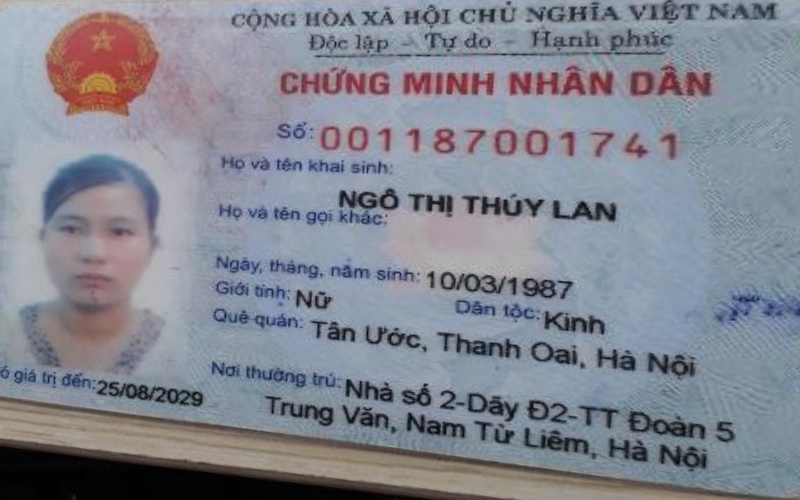 CỘNG HÒA XÃ HỘI CHỦ NGHĨA VIỆT NAM
Độc lập - Tự do - Hạnh phúc
CHỨNG MINH NHÂN DÂN
Số: 001187001741
Họ và tên khai sinh:
NGÔ THỊ THÚY LAN
Họ và tên gọi khác:
Ngày, tháng, năm sinh: 10/03/1987
Giới tính: Nữ Dân tộc: Kinh
Quê quán: Tân Ước, Thanh Oai, Hà Nội
ó giá trị đến: 25/08/2029
Nơi thường trú: Nhà số 2-Dãy Đ2-TT Đoàn 5
Trung Văn, Nam Từ Liêm, Hà Nội